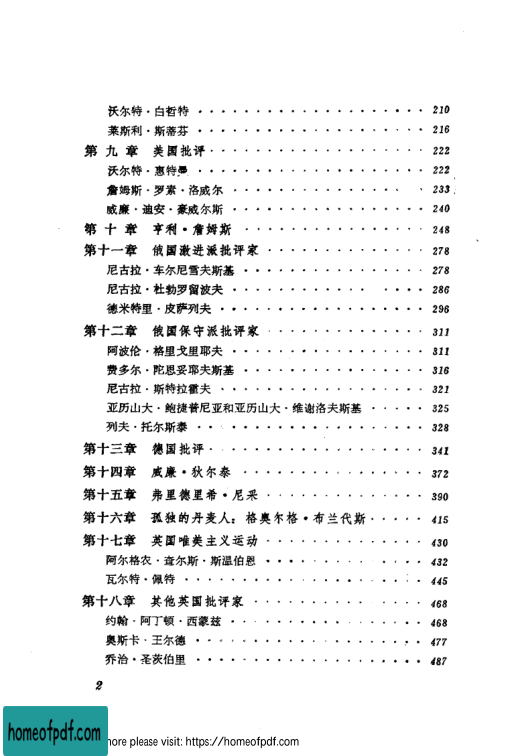 沃尔特·白哲特 210
莱斯利·斯蒂芬 216
第九章 美国批评 222
沃尔特·惠特曼 222
詹姆斯·罗素·洛威尔 233
威廉·迪安·豪威尔斯 240
第十章 亨利·詹姆斯 248
第十一章 俄国激进派批评家 278
尼古拉·车尔尼雪夫斯基 278
尼古拉·杜勃罗留波夫 286
德米特里·皮萨列夫 296
第十二章 俄国保守派批评家 311
阿波伦·格里戈里耶夫 311
费多尔·陀思妥耶夫斯基 316
尼古拉·斯特拉霍夫 321
亚历山大·鲍捷普尼亚和亚历山大·维谢洛夫斯基 325
列夫·托尔斯泰 328
第十三章 德国批评 341
第十四章 威廉·狄尔泰 372
第十五章 弗里德里希·尼采 390
第十六章 孤独的丹麦人：格奥尔格·布兰代斯 415
第十七章 英国唯美主义运动 430
阿尔格农·查尔斯·斯温伯恩 432
瓦尔特·佩特 445
第十八章 其他英国批评家 468
约翰·阿丁顿·西蒙兹 468
奥斯卡·王尔德 477
乔治·圣茨伯里 487
2
homeofpdf.com
more please visit: https://homeofpdf.com